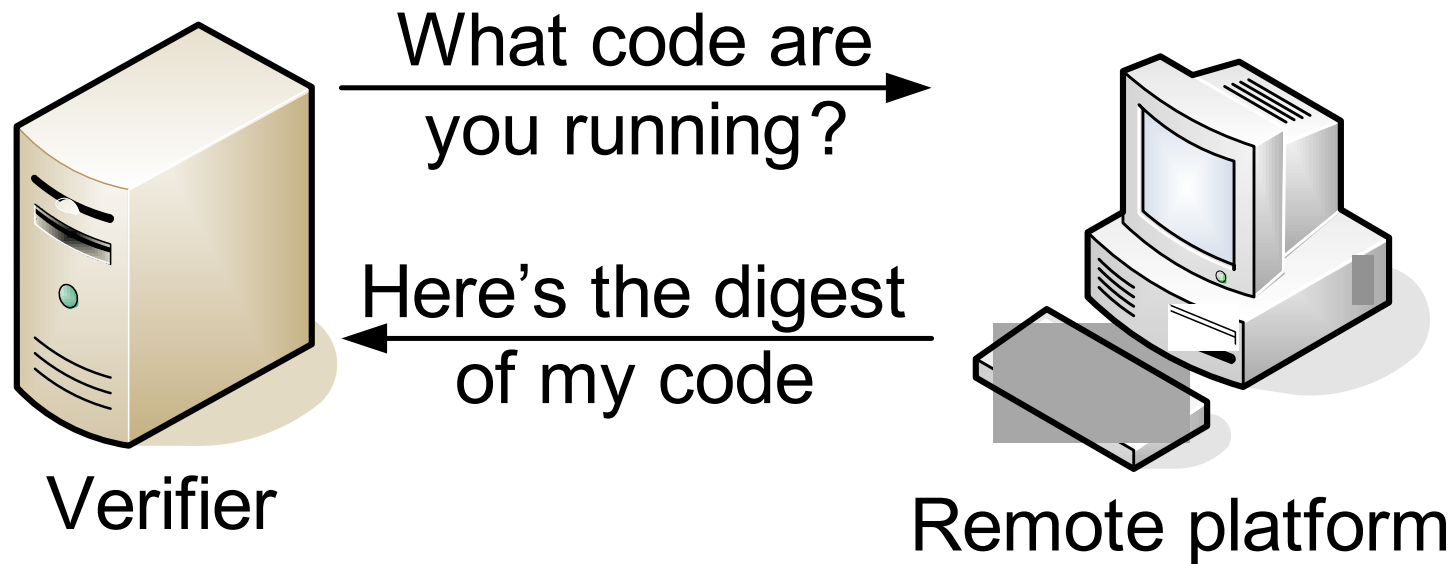 What code are
you running?
Here's the digest
of my code
Verifier
Remote platform